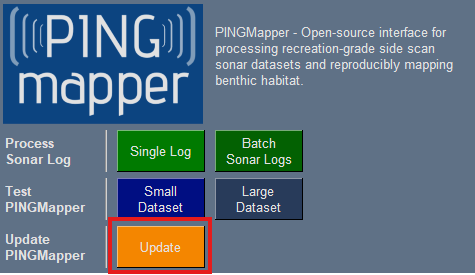 PING
mapper
PINGMapper - Open-source interface for
processing recreation-grade side scan
sonar datasets and reproducibly mapping
benthic habitat.
Process
Sonar Log
Single Log
Batch
Sonar Logs
Test
PINGMapper
Small
Dataset
Large
Dataset
Update
PINGMapper
Update